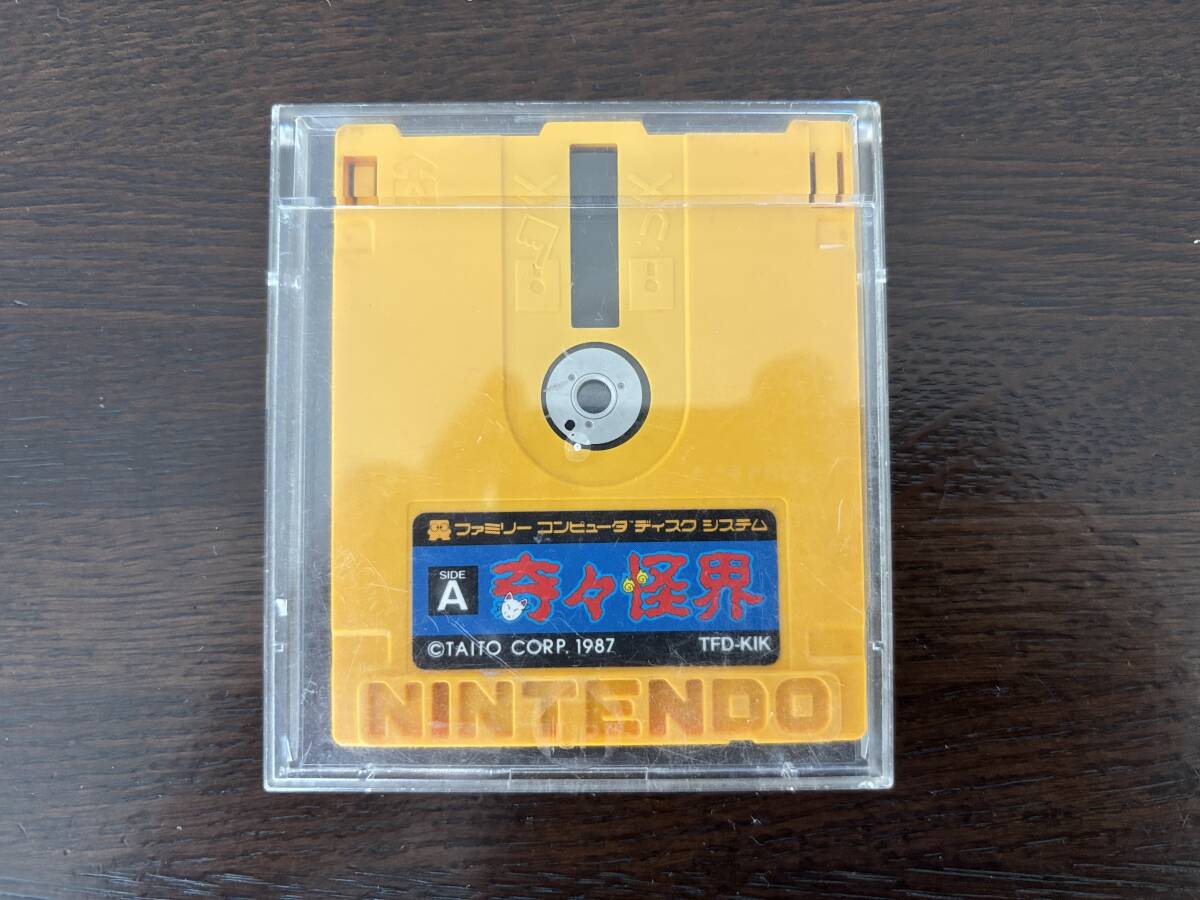 ファミリー コンピュータ ディスク システム
SIDE
A
奇々怪界
©TAITO CORP. 1987
TFD-KIK
NINTENDO